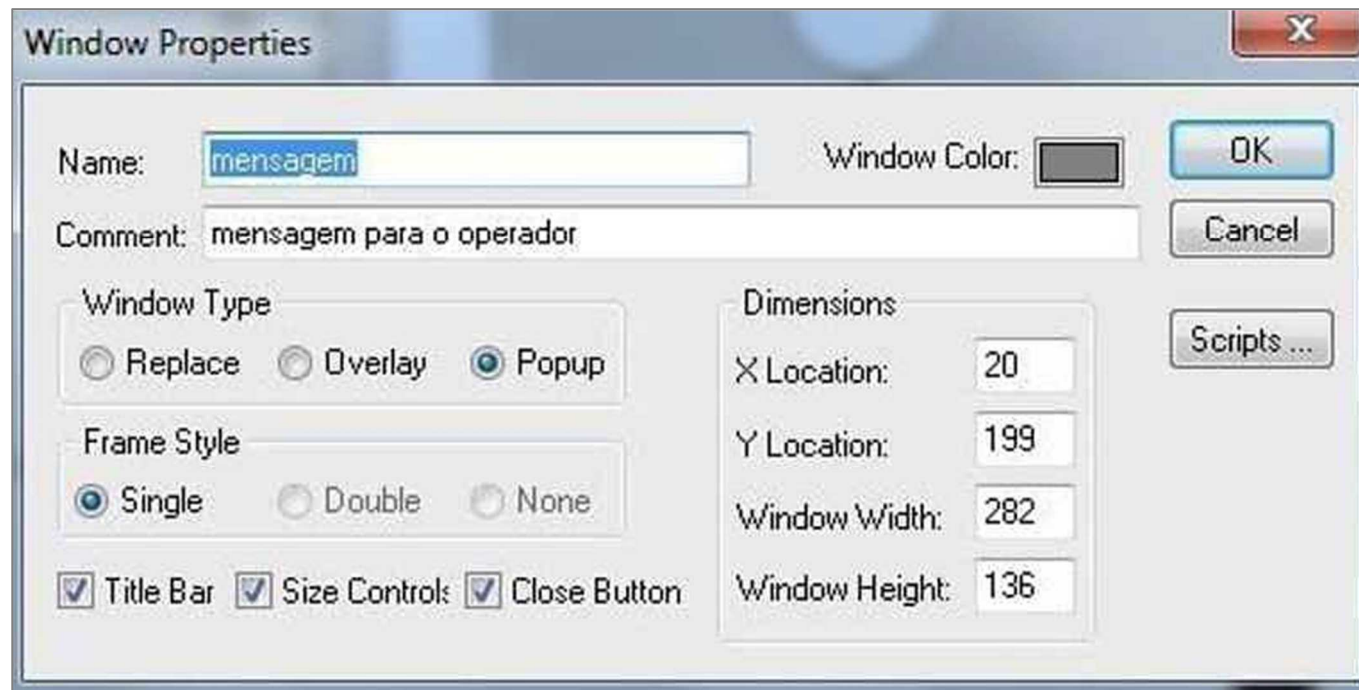 Window Properties
Name: mensagem Window Color: OK
Comment: mensagem para o operador Cancel
Window Type
Replace Overlay Popup
Frame Style
Single Double None
Title Bar Size Controls Close Button
Dimensions
X Location: 20
Y Location: 199
Window Width: 282
Window Height: 136
Scripts ...